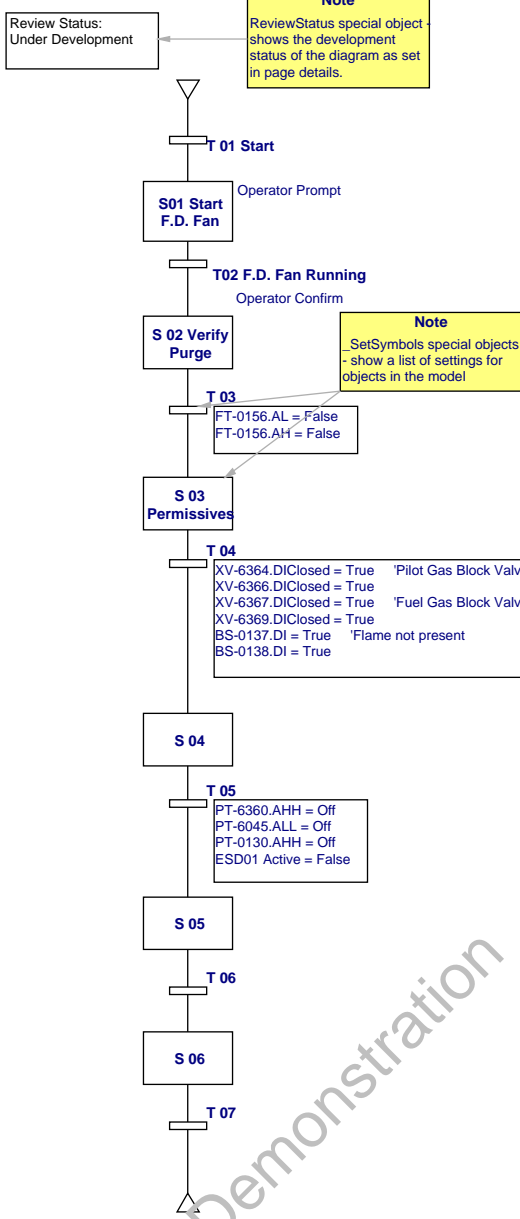 Note
Review Status:
Under Development
ReviewStatus special object -
shows the development
status of the diagram as set
in page details.
T 01 Start
Operator Prompt
S01 Start
F.D. Fan
T02 F.D. Fan Running
Operator Confirm
S 02 Verify
Purge
Note
_SetSymbols special objects
- show a list of settings for
objects in the model
T 03
FT-0156.AL = False
FT-0156.AH = False
S 03
Permissives
T 04
XV-6364.DIClosed = True 'Pilot Gas Block Valv
XV-6366.DIClosed = True
XV-6367.DIClosed = True 'Fuel Gas Block Valv
XV-6369.DIClosed = True
BS-0137.DI = True 'Flame not present
BS-0138.DI = True
S 04
T 05
PT-6360.AHH = Off
PT-6045.ALL = Off
PT-0130.AHH = Off
ESD01 Active = False
S 05
T 06
S 06
T 07
Demonstration